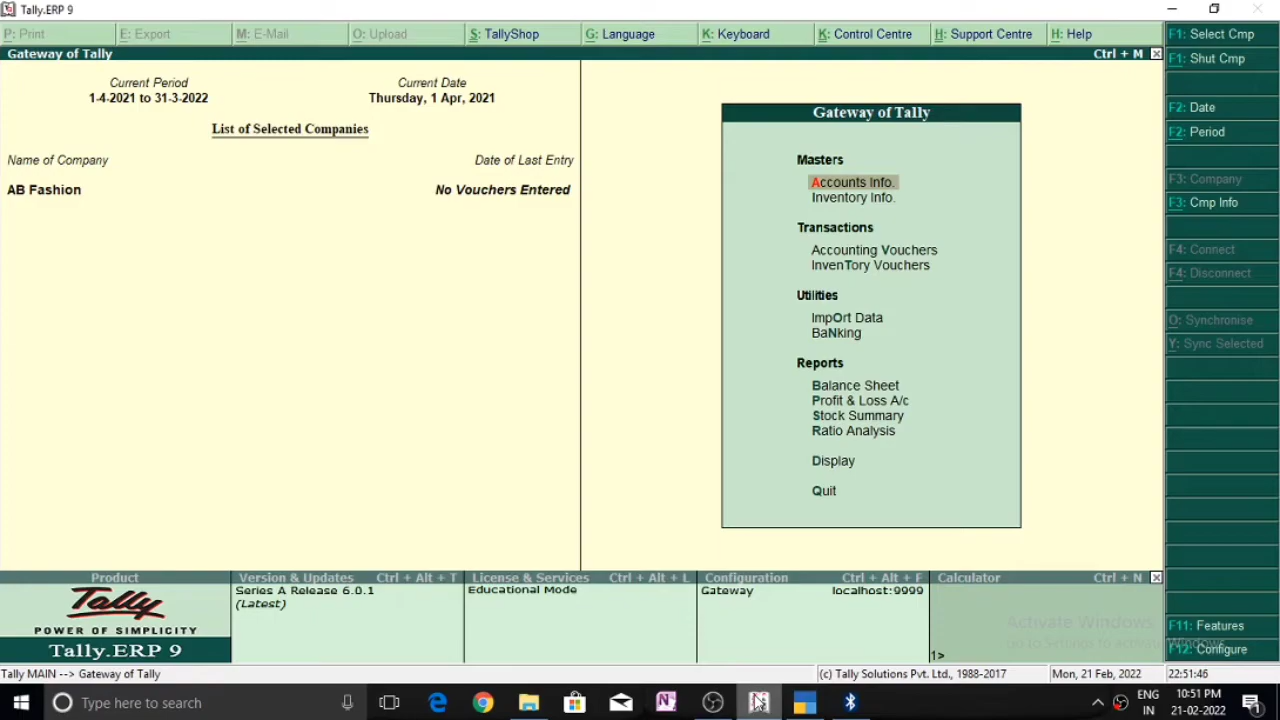 Tally.ERP 9
P: Print
E: Export
M: E-Mail
O: Upload
S: TallyShop
G: Language
K: Keyboard
K: Control Centre
H: Support Centre
H: Help
F1: Select Cmp
F1: Shut Cmp
F2: Date
F2: Period
F3: Company
F3: Cmp Info
F4: Connect
F4: Disconnect
O: Synchronise
Y: Sync Selected
F11: Features
F12: Configure
Gateway of Tally
Ctrl + M
Current Period
1-4-2021 to 31-3-2022
Current Date
Thursday, 1 Apr, 2021
List of Selected Companies
Name of Company
Date of Last Entry
AB Fashion
No Vouchers Entered
Gateway of Tally
Masters
Accounts Info.
Inventory Info.
Transactions
Accounting Vouchers
InvenTory Vouchers
Utilities
ImpOrt Data
BaNking
Reports
Balance Sheet
Profit & Loss A/c
Stock Summary
Ratio Analysis
Display
Quit
Product
Tally
POWER OF SIMPLICITY
Tally.ERP 9
Version & Updates Ctrl + Alt + T
Series A Release 6.0.1
(Latest)
License & Services Ctrl + Alt + L
Educational Mode
Configuration Ctrl + Alt + F
Gateway localhost:9999
Calculator Ctrl + N
1>
Activate Windows
Go to Settings to activate Windows.
Tally MAIN --> Gateway of Tally
(c) Tally Solutions Pvt. Ltd., 1988-2017
Mon, 21 Feb, 2022
22:51:46
Type here to search
ENG
IN
10:51 PM
21-02-2022